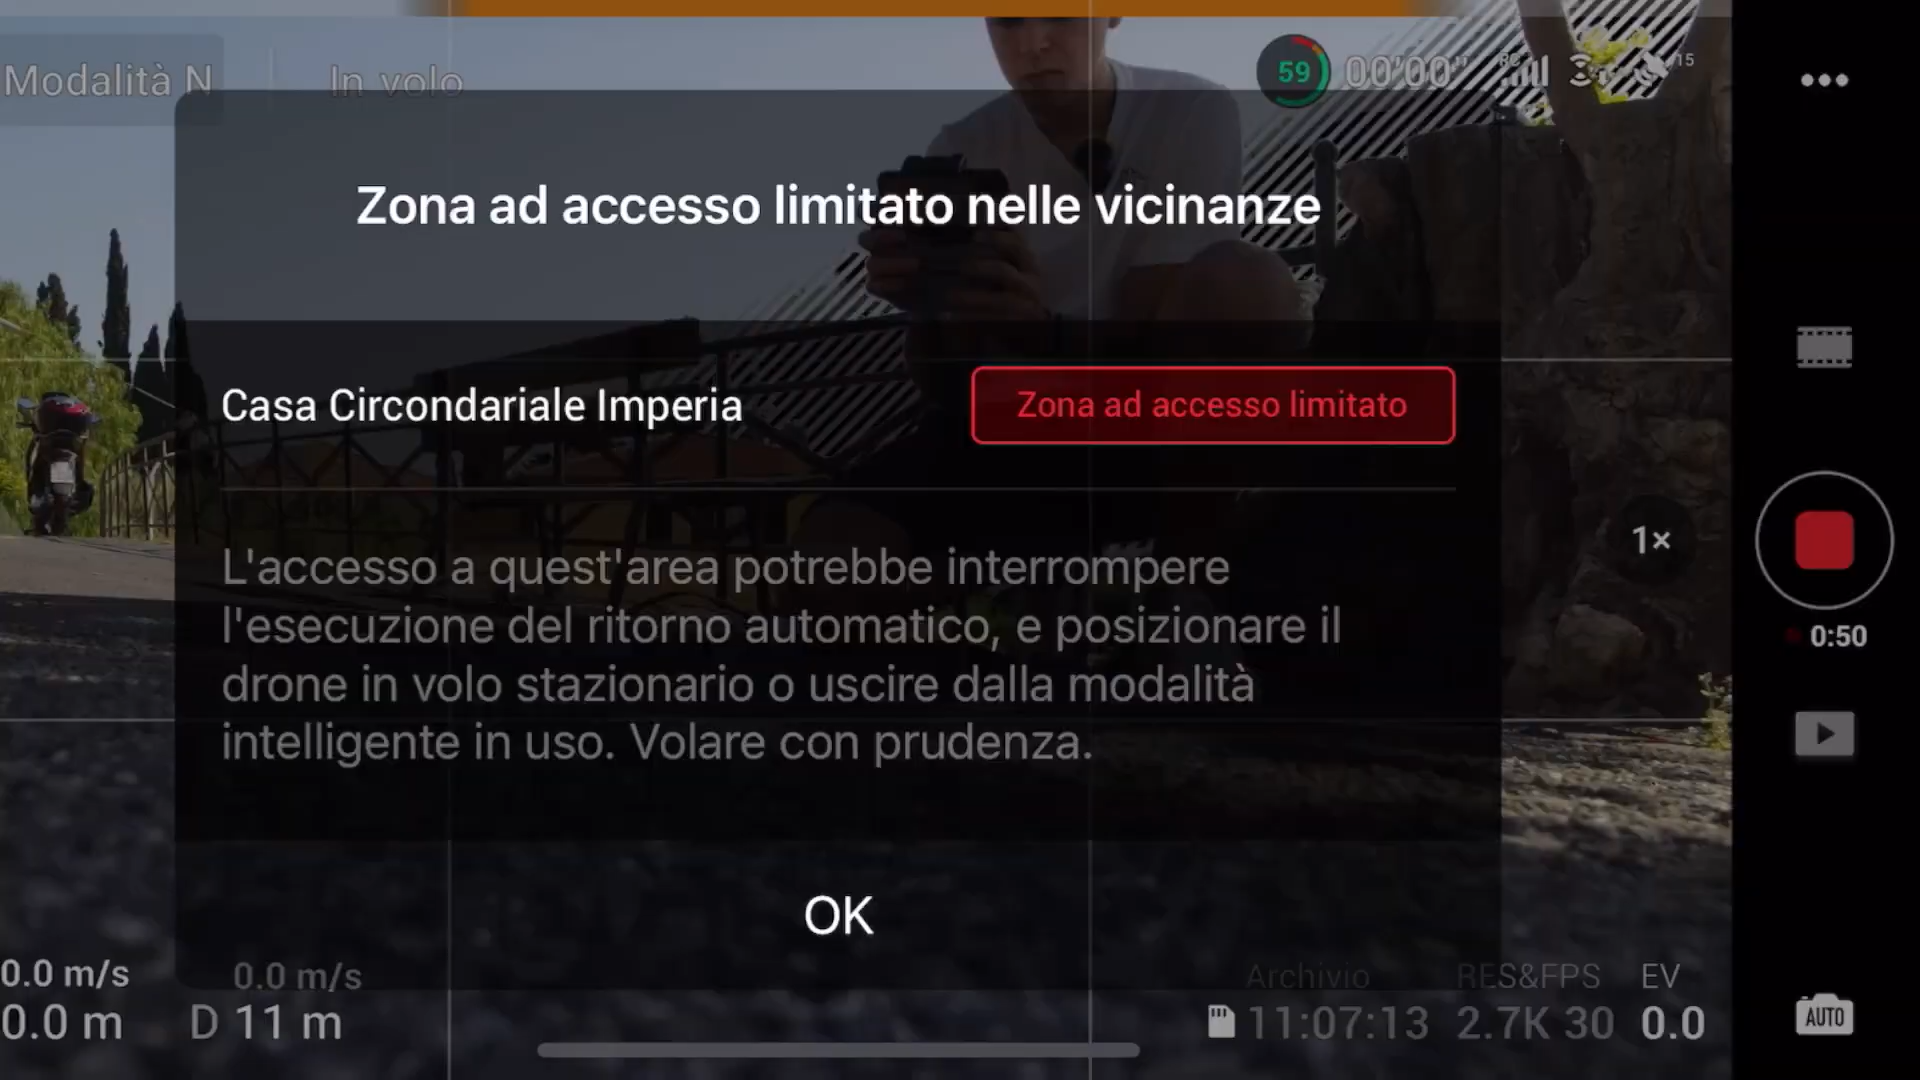 Modalità N In volo 59 00'00" RC 15
Zona ad accesso limitato nelle vicinanze
Casa Circondariale Imperia Zona ad accesso limitato
L'accesso a quest'area potrebbe interrompere
l'esecuzione del ritorno automatico, e posizionare il
drone in volo stazionario o uscire dalla modalità
intelligente in uso. Volare con prudenza.
1×
0:50
OK
0.0 m/s 0.0 m/s Archivio RES&FPS EV
0.0 m D 11 m 11:07:13 2.7K 30 0.0
AUTO